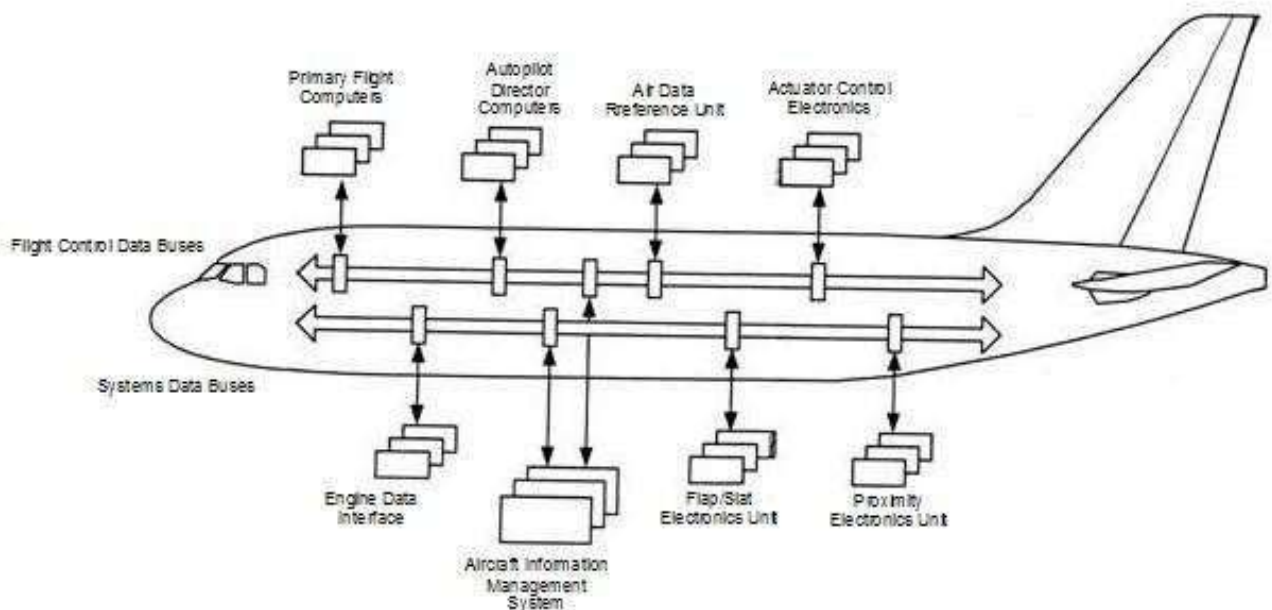 Primary Flight
Computers
Autopilot
Director
Computers
Air Data
Rreference Unit
Actuator Control
Electronics
Flight Control Data Buses
Systems Data Buses
Engine Data
Interface
Aircraft Information
Management
System
Flap/Slat
Electronics Unit
Proximity
Electronics Unit